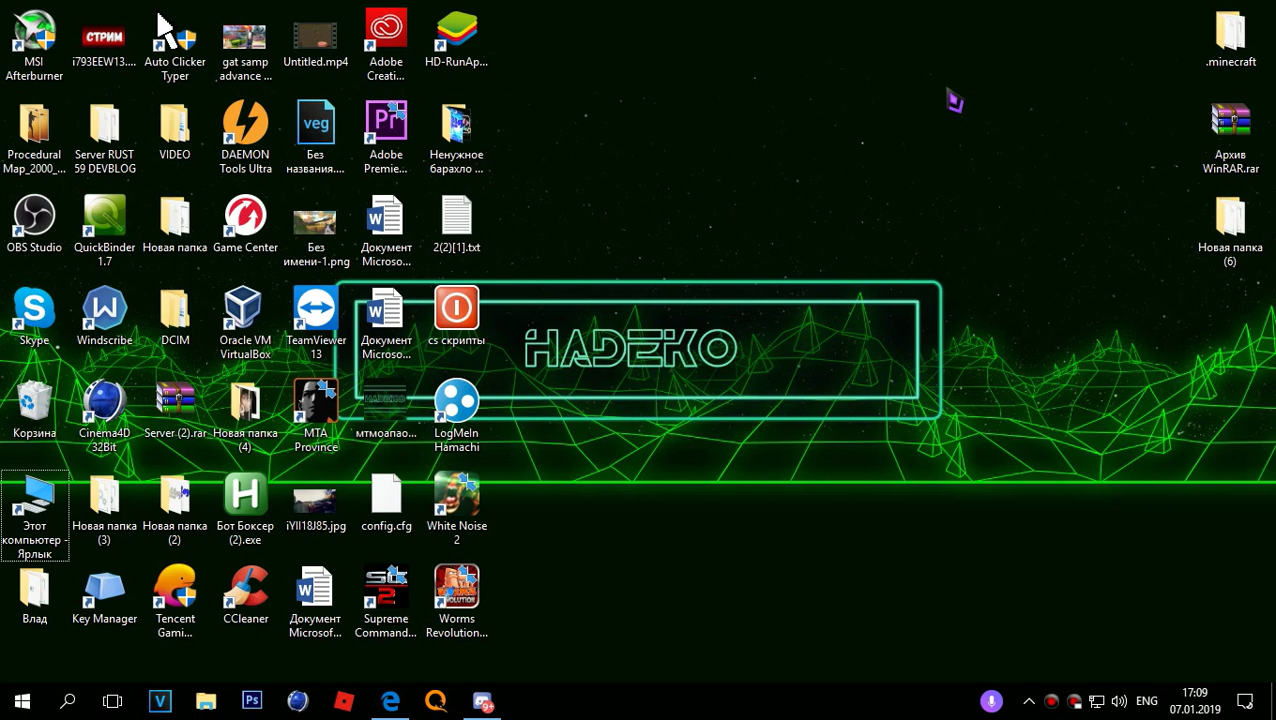 MSI
Afterburner
СТРИМ
i793EEW13....
Auto Clicker
Typer
gat samp
advance ...
Untitled.mp4
Adobe
Creati...
HD-RunAp...
.minecraft
Procedural
Map_2000_...
Server RUST
59 DEVBLOG
VIDEO
DAEMON
Tools Ultra
veg
Без
названия....
Pr
Adobe
Premie...
Ненужное
барахло ...
Архив
WinRAR.rar
OBS Studio
QuickBinder
1.7
Новая папка
Game Center
Без
имени-1.png
W
Документ
Microso...
2(2)[1].txt
Новая папка
(6)
Skype
Windscribe
DCIM
Oracle VM
VirtualBox
TeamViewer
13
W
Документ
Microso...
cs скрипты
HADEKO
Корзина
Cinema4D
32Bit
Server (2).rar
Новая папка
(4)
MTA
Province
HADEKO
мтмоапао...
LogMeIn
Hamachi
Этот
компьютер -
Ярлык
Новая папка
(3)
Новая папка
(2)
H
Бот Боксер
(2).exe
iYII18J85.jpg
config.cfg
White Noise
2
Влад
Key Manager
Tencent
Gami...
CCleaner
W
Документ
Microsof...
Supreme
Command...
Worms
Revolution...
V
Ps
9+
ENG
17:09
07.01.2019